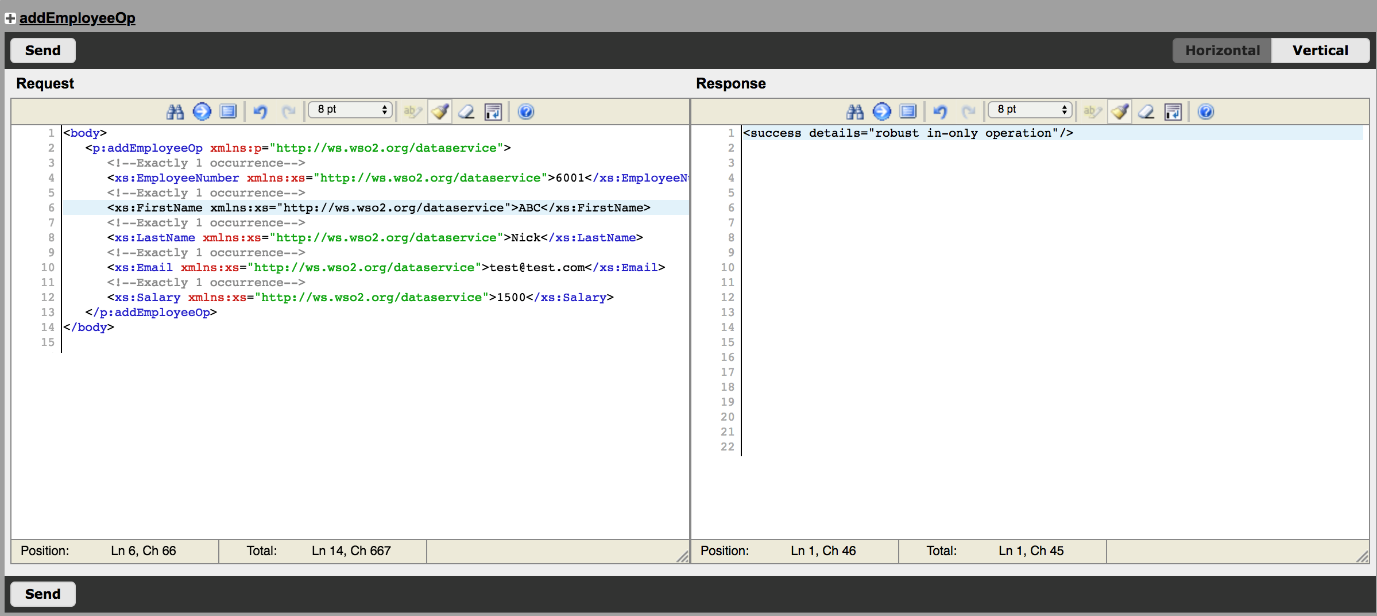 addEmployeeOp
Send
Horizontal Vertical
Request
8 pt
1 <body>
2 <p:addEmployeeOp xmlns:p="http://ws.wso2.org/dataservice">
3 <!--Exactly 1 occurrence-->
4 <xs:EmployeeNumber xmlns:xs="http://ws.wso2.org/dataservice">6001</xs:EmployeeN
5 <!--Exactly 1 occurrence-->
6 <xs:FirstName xmlns:xs="http://ws.wso2.org/dataservice">ABC</xs:FirstName>
7 <!--Exactly 1 occurrence-->
8 <xs:LastName xmlns:xs="http://ws.wso2.org/dataservice">Nick</xs:LastName>
9 <!--Exactly 1 occurrence-->
10 <xs:Email xmlns:xs="http://ws.wso2.org/dataservice">test@test.com</xs:Email>
11 <!--Exactly 1 occurrence-->
12 <xs:Salary xmlns:xs="http://ws.wso2.org/dataservice">1500</xs:Salary>
13 </p:addEmployeeOp>
14 </body>
15
Position: Ln 6, Ch 66 Total: Ln 14, Ch 667
Response
8 pt
1 <success details="robust in-only operation"/>
2
3
4
5
6
7
8
9
10
11
12
13
14
15
16
17
18
19
20
21
22
Position: Ln 1, Ch 46 Total: Ln 1, Ch 45
Send